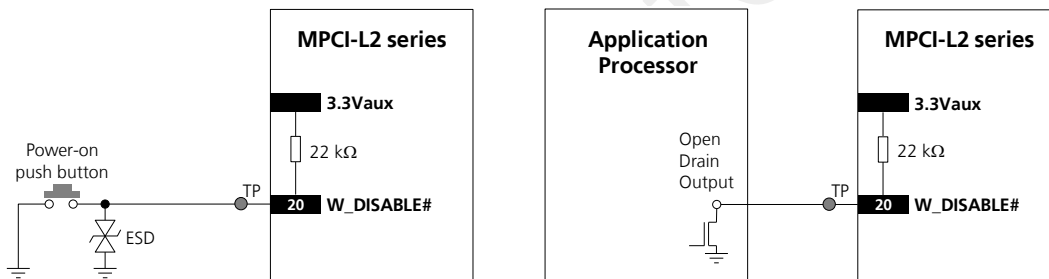 MPCI-L2 series
3.3Vaux
22 kΩ
Power-on
push button
TP
20 W_DISABLE#
ESD
Application
Processor
Open
Drain
Output
MPCI-L2 series
3.3Vaux
22 kΩ
TP
20 W_DISABLE#